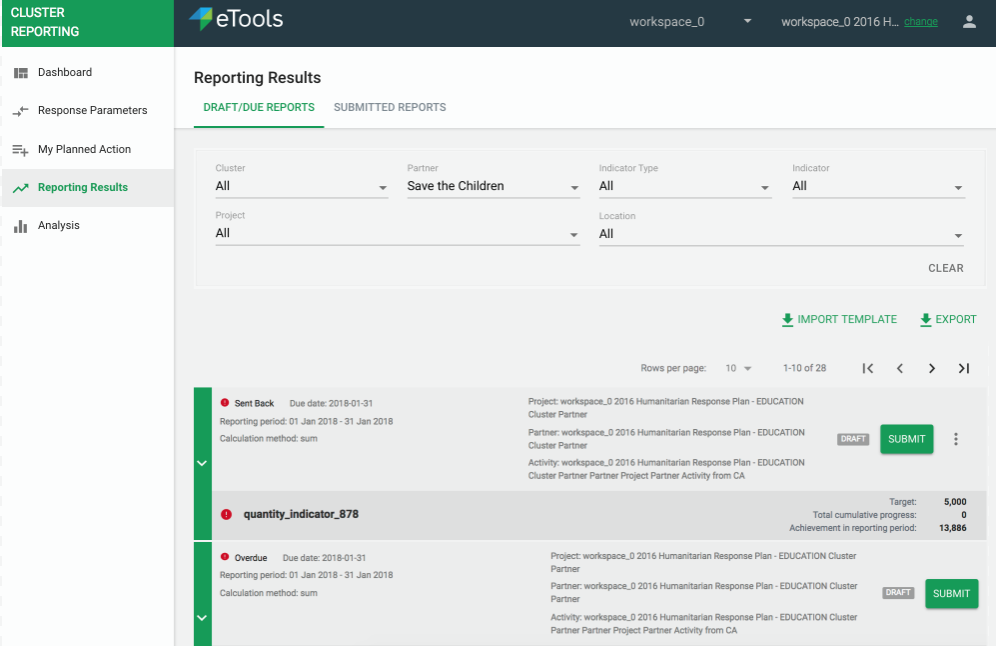 CLUSTER
REPORTING
eTools
workspace_0
workspace_0 2016 H... change
Dashboard
Response Parameters
My Planned Action
Reporting Results
Analysis
Reporting Results
DRAFT/DUE REPORTS SUBMITTED REPORTS
Cluster
All
Partner
Save the Children
Indicator Type
All
Indicator
All
Project
All
Location
All
CLEAR
IMPORT TEMPLATE EXPORT
Rows per page: 10 1-10 of 28
Sent Back Due date: 2018-01-31
Reporting period: 01 Jan 2018 - 31 Jan 2018
Calculation method: sum
Project: workspace_0 2016 Humanitarian Response Plan - EDUCATION
Cluster Partner
Partner: workspace_0 2016 Humanitarian Response Plan - EDUCATION
Cluster Partner
Activity: workspace_0 2016 Humanitarian Response Plan - EDUCATION
Cluster Partner Partner Project Partner Activity from CA
DRAFT
SUBMIT
quantity_indicator_878
Target: 5,000
Total cumulative progress: 0
Achievement in reporting period: 13,886
Overdue Due date: 2018-01-31
Reporting period: 01 Jan 2018 - 31 Jan 2018
Calculation method: sum
Project: workspace_0 2016 Humanitarian Response Plan - EDUCATION Cluster
Partner
Partner: workspace_0 2016 Humanitarian Response Plan - EDUCATION Cluster
Partner
Activity: workspace_0 2016 Humanitarian Response Plan - EDUCATION Cluster
Partner Partner Project Partner Activity from CA
DRAFT
SUBMIT